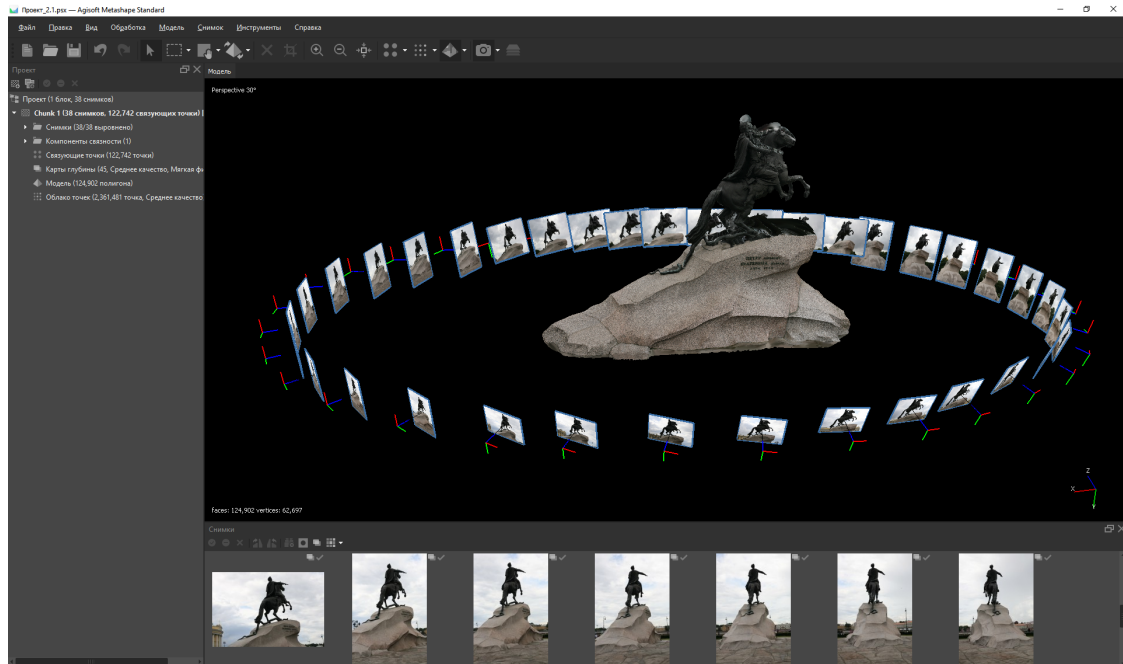 Проект_2.1.psx — Agisoft Metashape Standard
Файл Правка Вид Обработка Модель Снимок Инструменты Справка
Проект
Модель
Проект (1 блок, 38 снимков)
Chunk 1 (38 снимков, 122,742 связующих точки) [
Снимки (38/38 выровнено)
Компоненты связности (1)
Связующие точки (122,742 точки)
Карты глубины (45, Среднее качество, Мягкая ф
Модель (124,902 полигона)
Облако точек (2,361,481 точка, Среднее качество
Perspective 30°
Z
X
Y
faces: 124,902 vertices: 62,697
Снимки